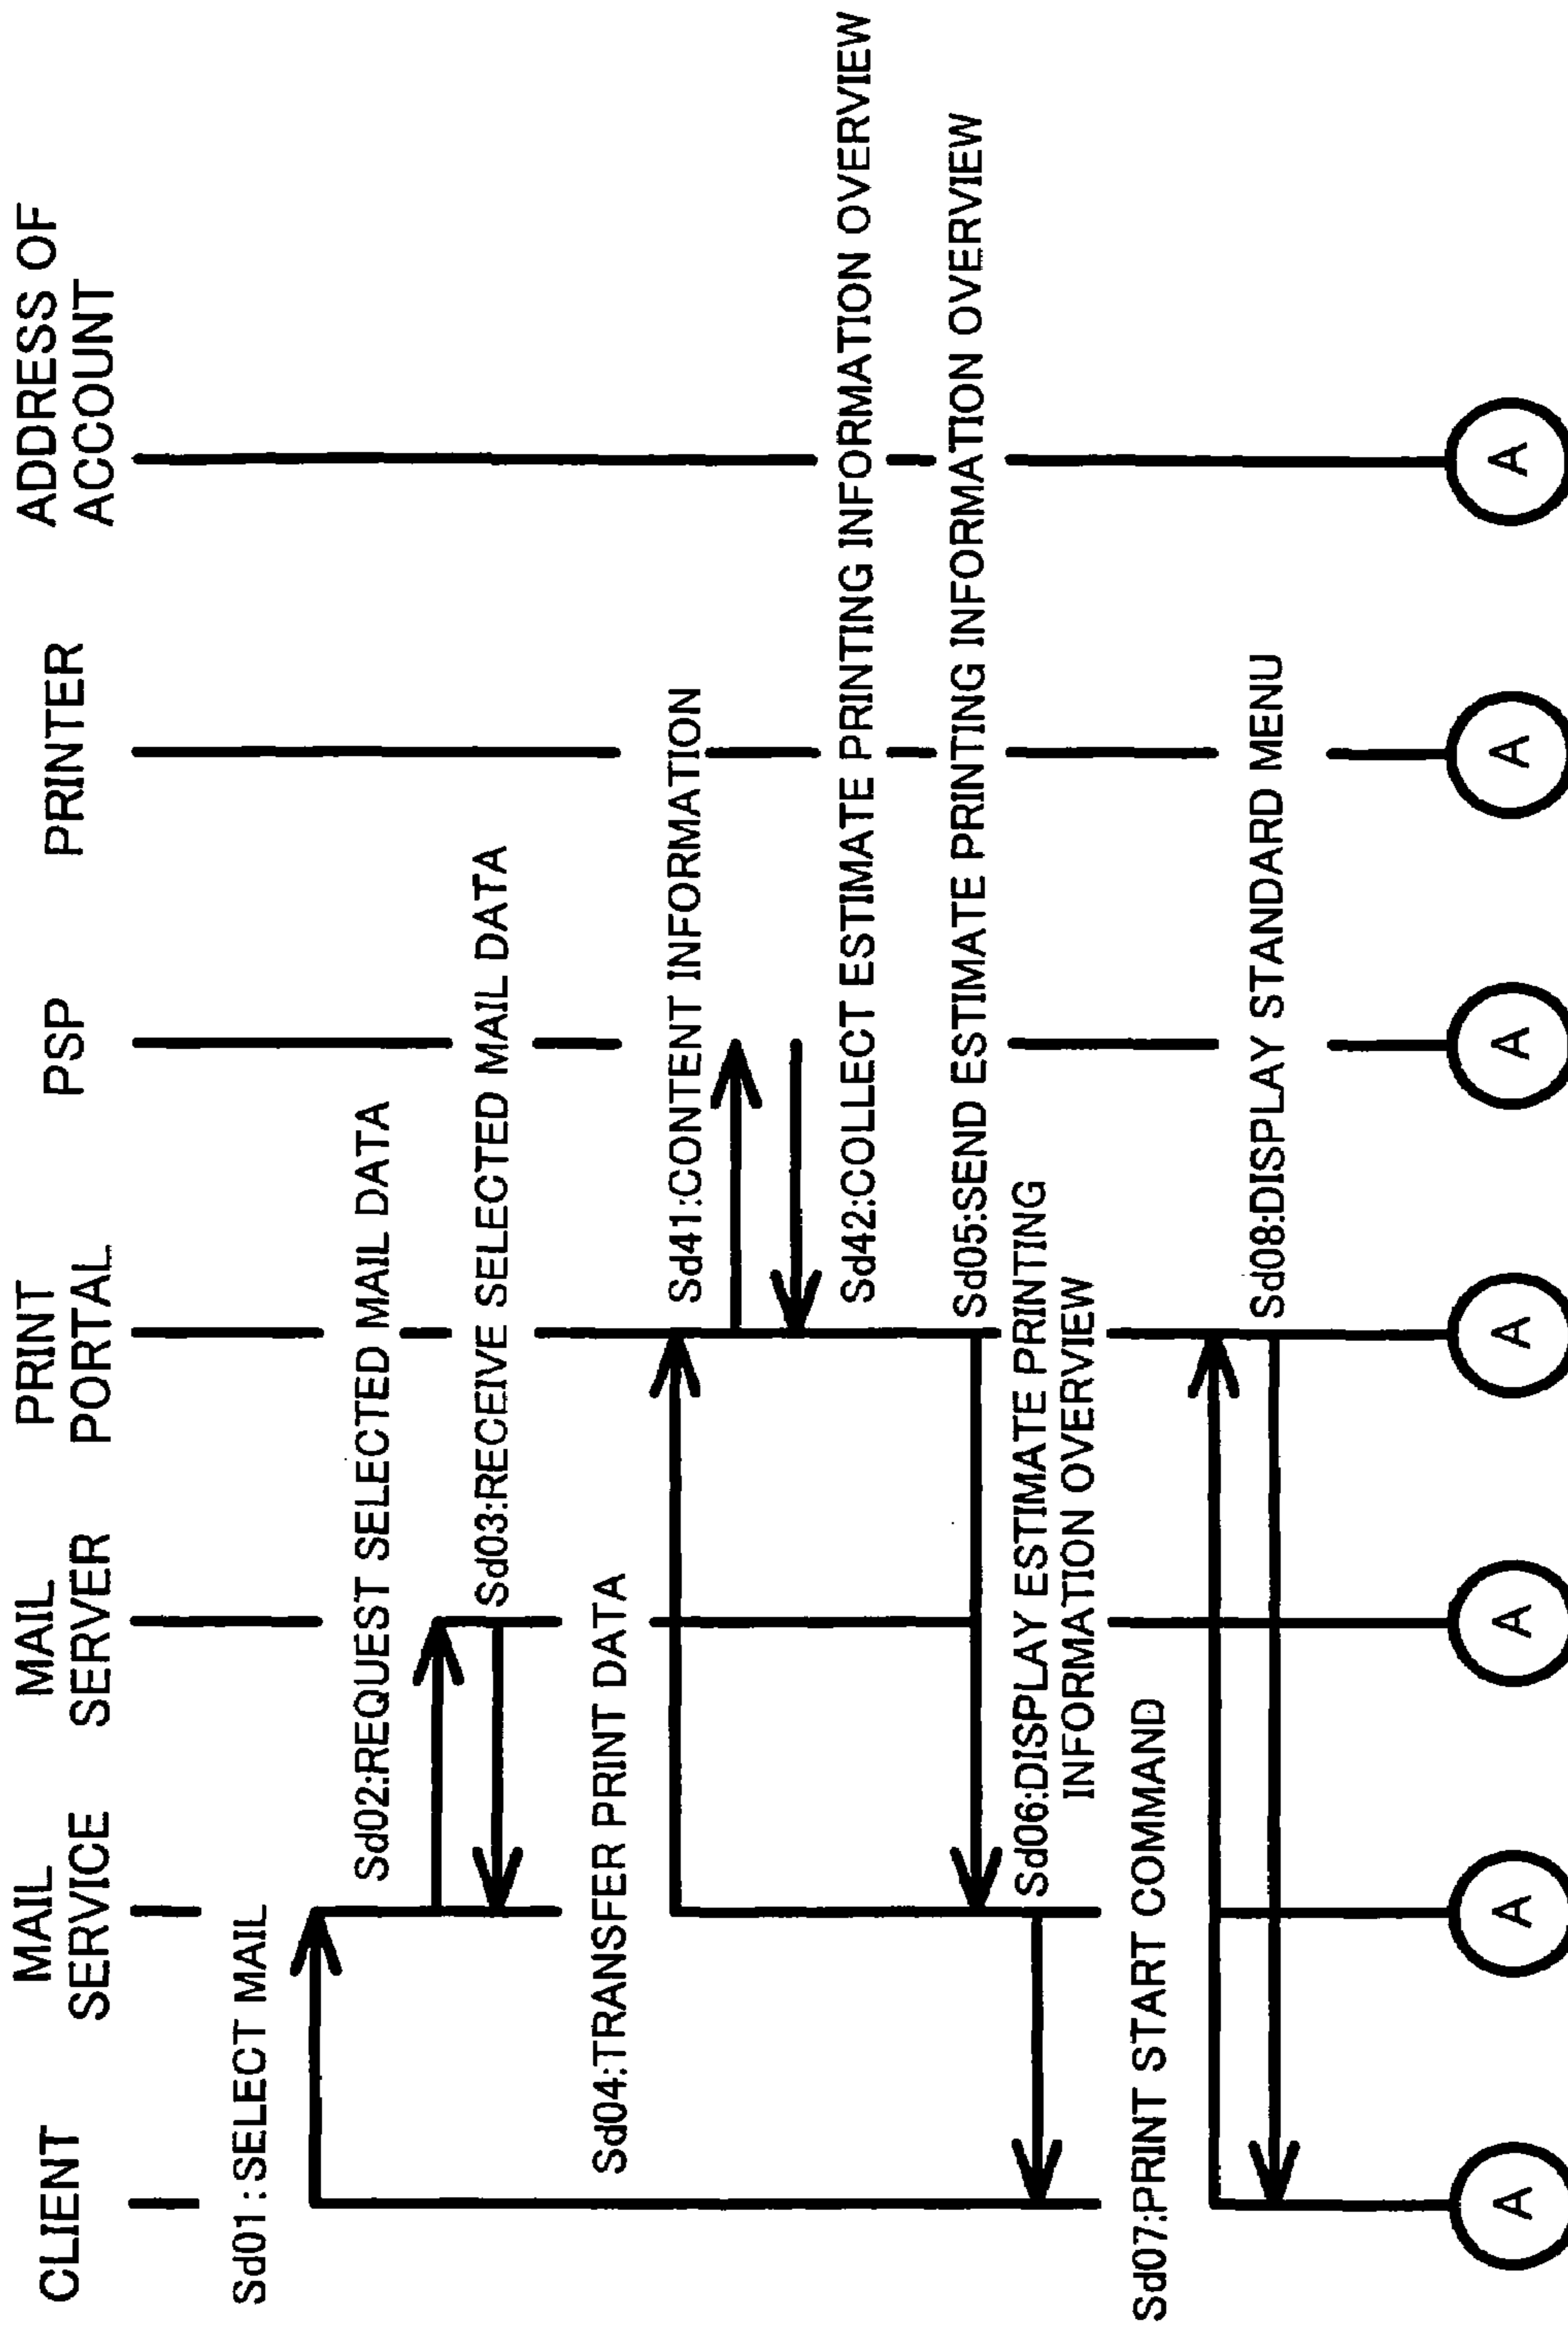 CLIENT
MAIL
SERVICE
MAIL
SERVER
PRINT
PORTAL
PSP
PRINTER
ADDRESS OF
ACCOUNT
Sd01:SELECT MAIL
Sd02:REQUEST SELECTED MAIL DATA
Sd03:RECEIVE SELECTED MAIL DATA
Sd04:TRANSFER PRINT DATA
Sd41:CONTENT INFORMATION
Sd42:COLLECT ESTIMATE PRINTING INFORMATION OVERVIEW
Sd05:SEND ESTIMATE PRINTING INFORMATION OVERVIEW
Sd06:DISPLAY ESTIMATE PRINTING
INFORMATION OVERVIEW
Sd07:PRINT START COMMAND
Sd08:DISPLAY STANDARD MENU
A
A
A
A
A
A
A